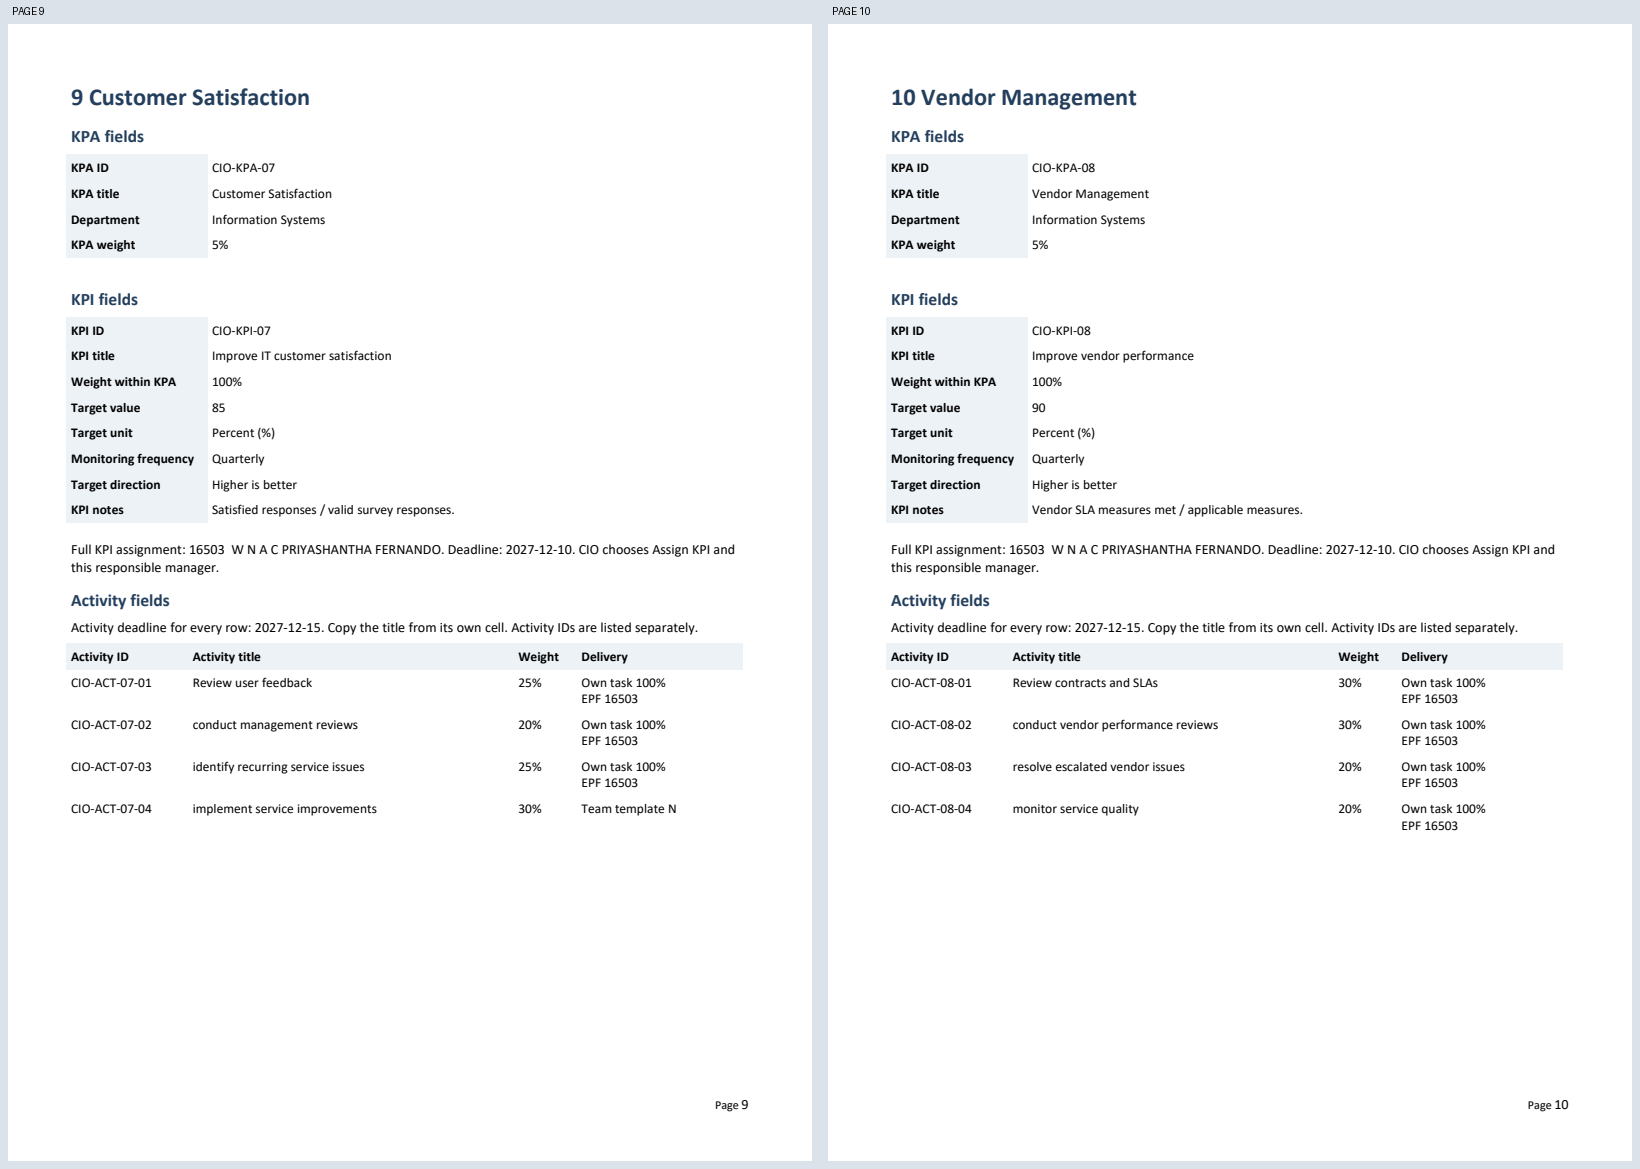 PAGE 9
9 Customer Satisfaction
KPA fields
KPA ID CIO-KPA-07
KPA title Customer Satisfaction
Department Information Systems
KPA weight 5%
KPI fields
KPI ID CIO-KPI-07
KPI title Improve IT customer satisfaction
Weight within KPA 100%
Target value 85
Target unit Percent (%)
Monitoring frequency Quarterly
Target direction Higher is better
KPI notes Satisfied responses / valid survey responses.
Full KPI assignment: 16503  W N A C PRIYASHANTHA FERNANDO. Deadline: 2027-12-10. CIO chooses Assign KPI and
this responsible manager.
Activity fields
Activity deadline for every row: 2027-12-15. Copy the title from its own cell. Activity IDs are listed separately.
Activity ID Activity title Weight Delivery
CIO-ACT-07-01 Review user feedback 25% Own task 100%
EPF 16503
CIO-ACT-07-02 conduct management reviews 20% Own task 100%
EPF 16503
CIO-ACT-07-03 identify recurring service issues 25% Own task 100%
EPF 16503
CIO-ACT-07-04 implement service improvements 30% Team template N
Page 9
PAGE 10
10 Vendor Management
KPA fields
KPA ID CIO-KPA-08
KPA title Vendor Management
Department Information Systems
KPA weight 5%
KPI fields
KPI ID CIO-KPI-08
KPI title Improve vendor performance
Weight within KPA 100%
Target value 90
Target unit Percent (%)
Monitoring frequency Quarterly
Target direction Higher is better
KPI notes Vendor SLA measures met / applicable measures.
Full KPI assignment: 16503  W N A C PRIYASHANTHA FERNANDO. Deadline: 2027-12-10. CIO chooses Assign KPI and
this responsible manager.
Activity fields
Activity deadline for every row: 2027-12-15. Copy the title from its own cell. Activity IDs are listed separately.
Activity ID Activity title Weight Delivery
CIO-ACT-08-01 Review contracts and SLAs 30% Own task 100%
EPF 16503
CIO-ACT-08-02 conduct vendor performance reviews 30% Own task 100%
EPF 16503
CIO-ACT-08-03 resolve escalated vendor issues 20% Own task 100%
EPF 16503
CIO-ACT-08-04 monitor service quality 20% Own task 100%
EPF 16503
Page 10